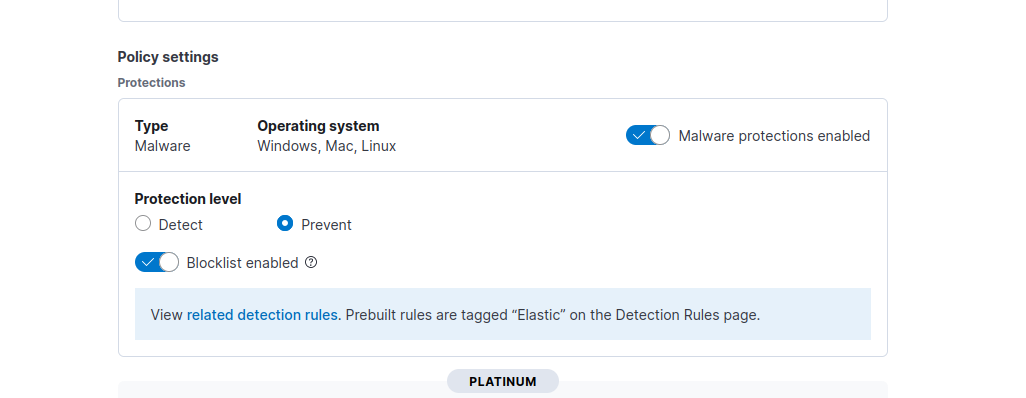 Policy settings
Protections
Type
Malware
Operating system
Windows, Mac, Linux
Malware protections enabled
Protection level
Detect
Prevent
Blocklist enabled
View related detection rules. Prebuilt rules are tagged “Elastic” on the Detection Rules page.
PLATINUM